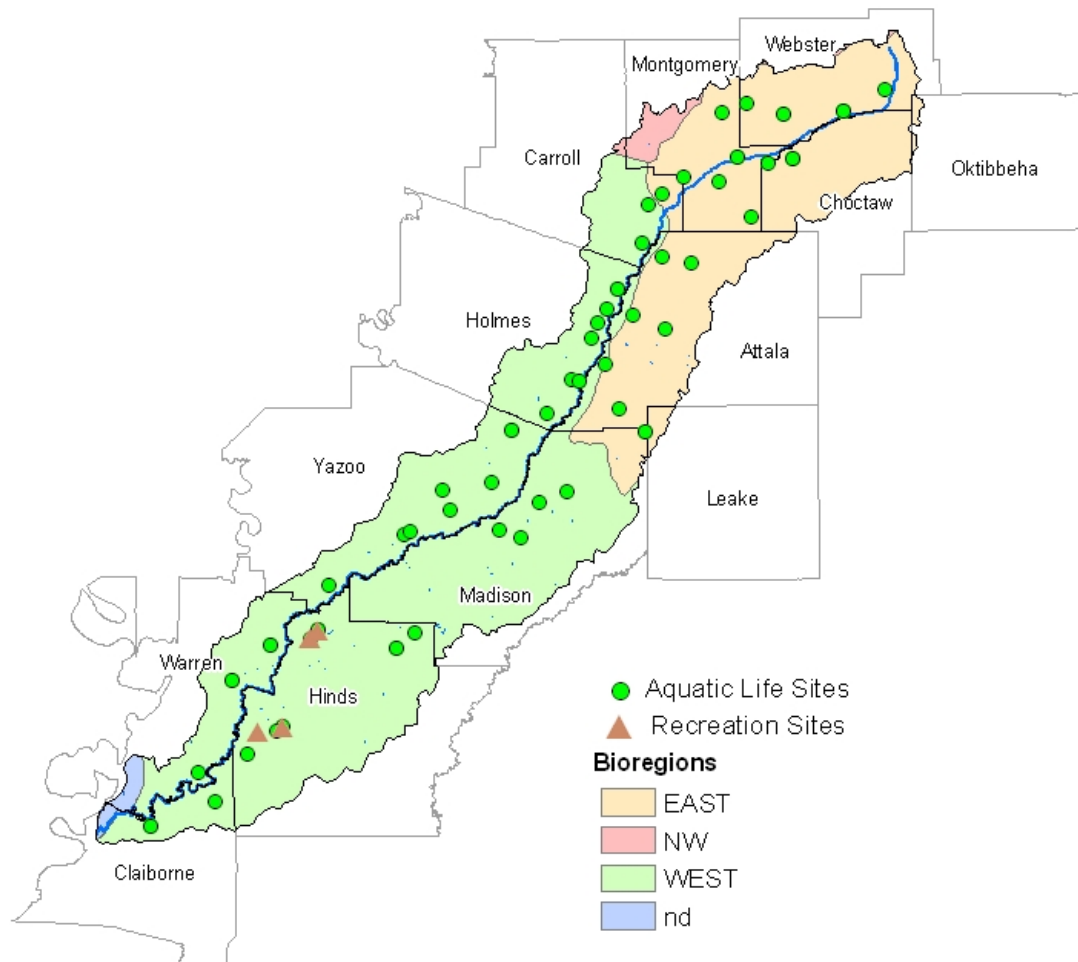 Webster
Montgomery
Carroll
Oktibbeha
Choctaw
Holmes
Attala
Yazoo
Leake
Madison
Warren
Hinds
Claiborne
Aquatic Life Sites
Recreation Sites
Bioregions
EAST
NW
WEST
nd